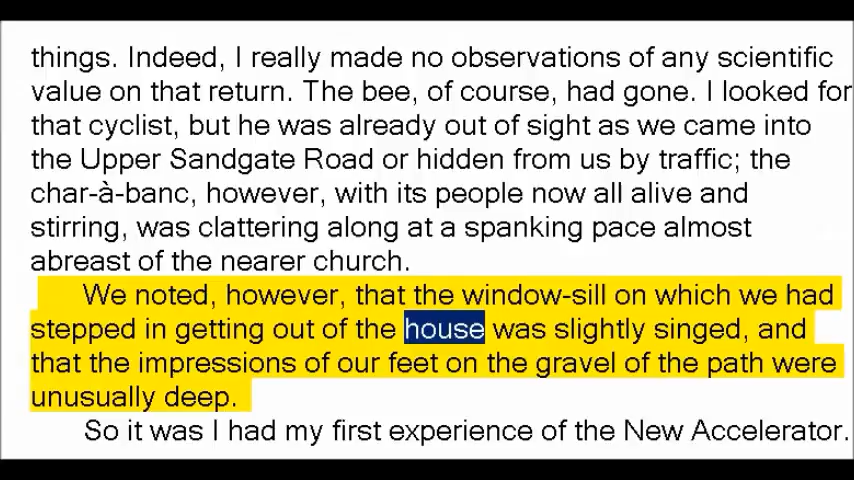 things. Indeed, I really made no observations of any scientific
value on that return. The bee, of course, had gone. I looked for
that cyclist, but he was already out of sight as we came into
the Upper Sandgate Road or hidden from us by traffic; the
char-à-banc, however, with its people now all alive and
stirring, was clattering along at a spanking pace almost
abreast of the nearer church.
We noted, however, that the window-sill on which we had
stepped in getting out of the house was slightly singed, and
that the impressions of our feet on the gravel of the path were
unusually deep.
So it was I had my first experience of the New Accelerator.